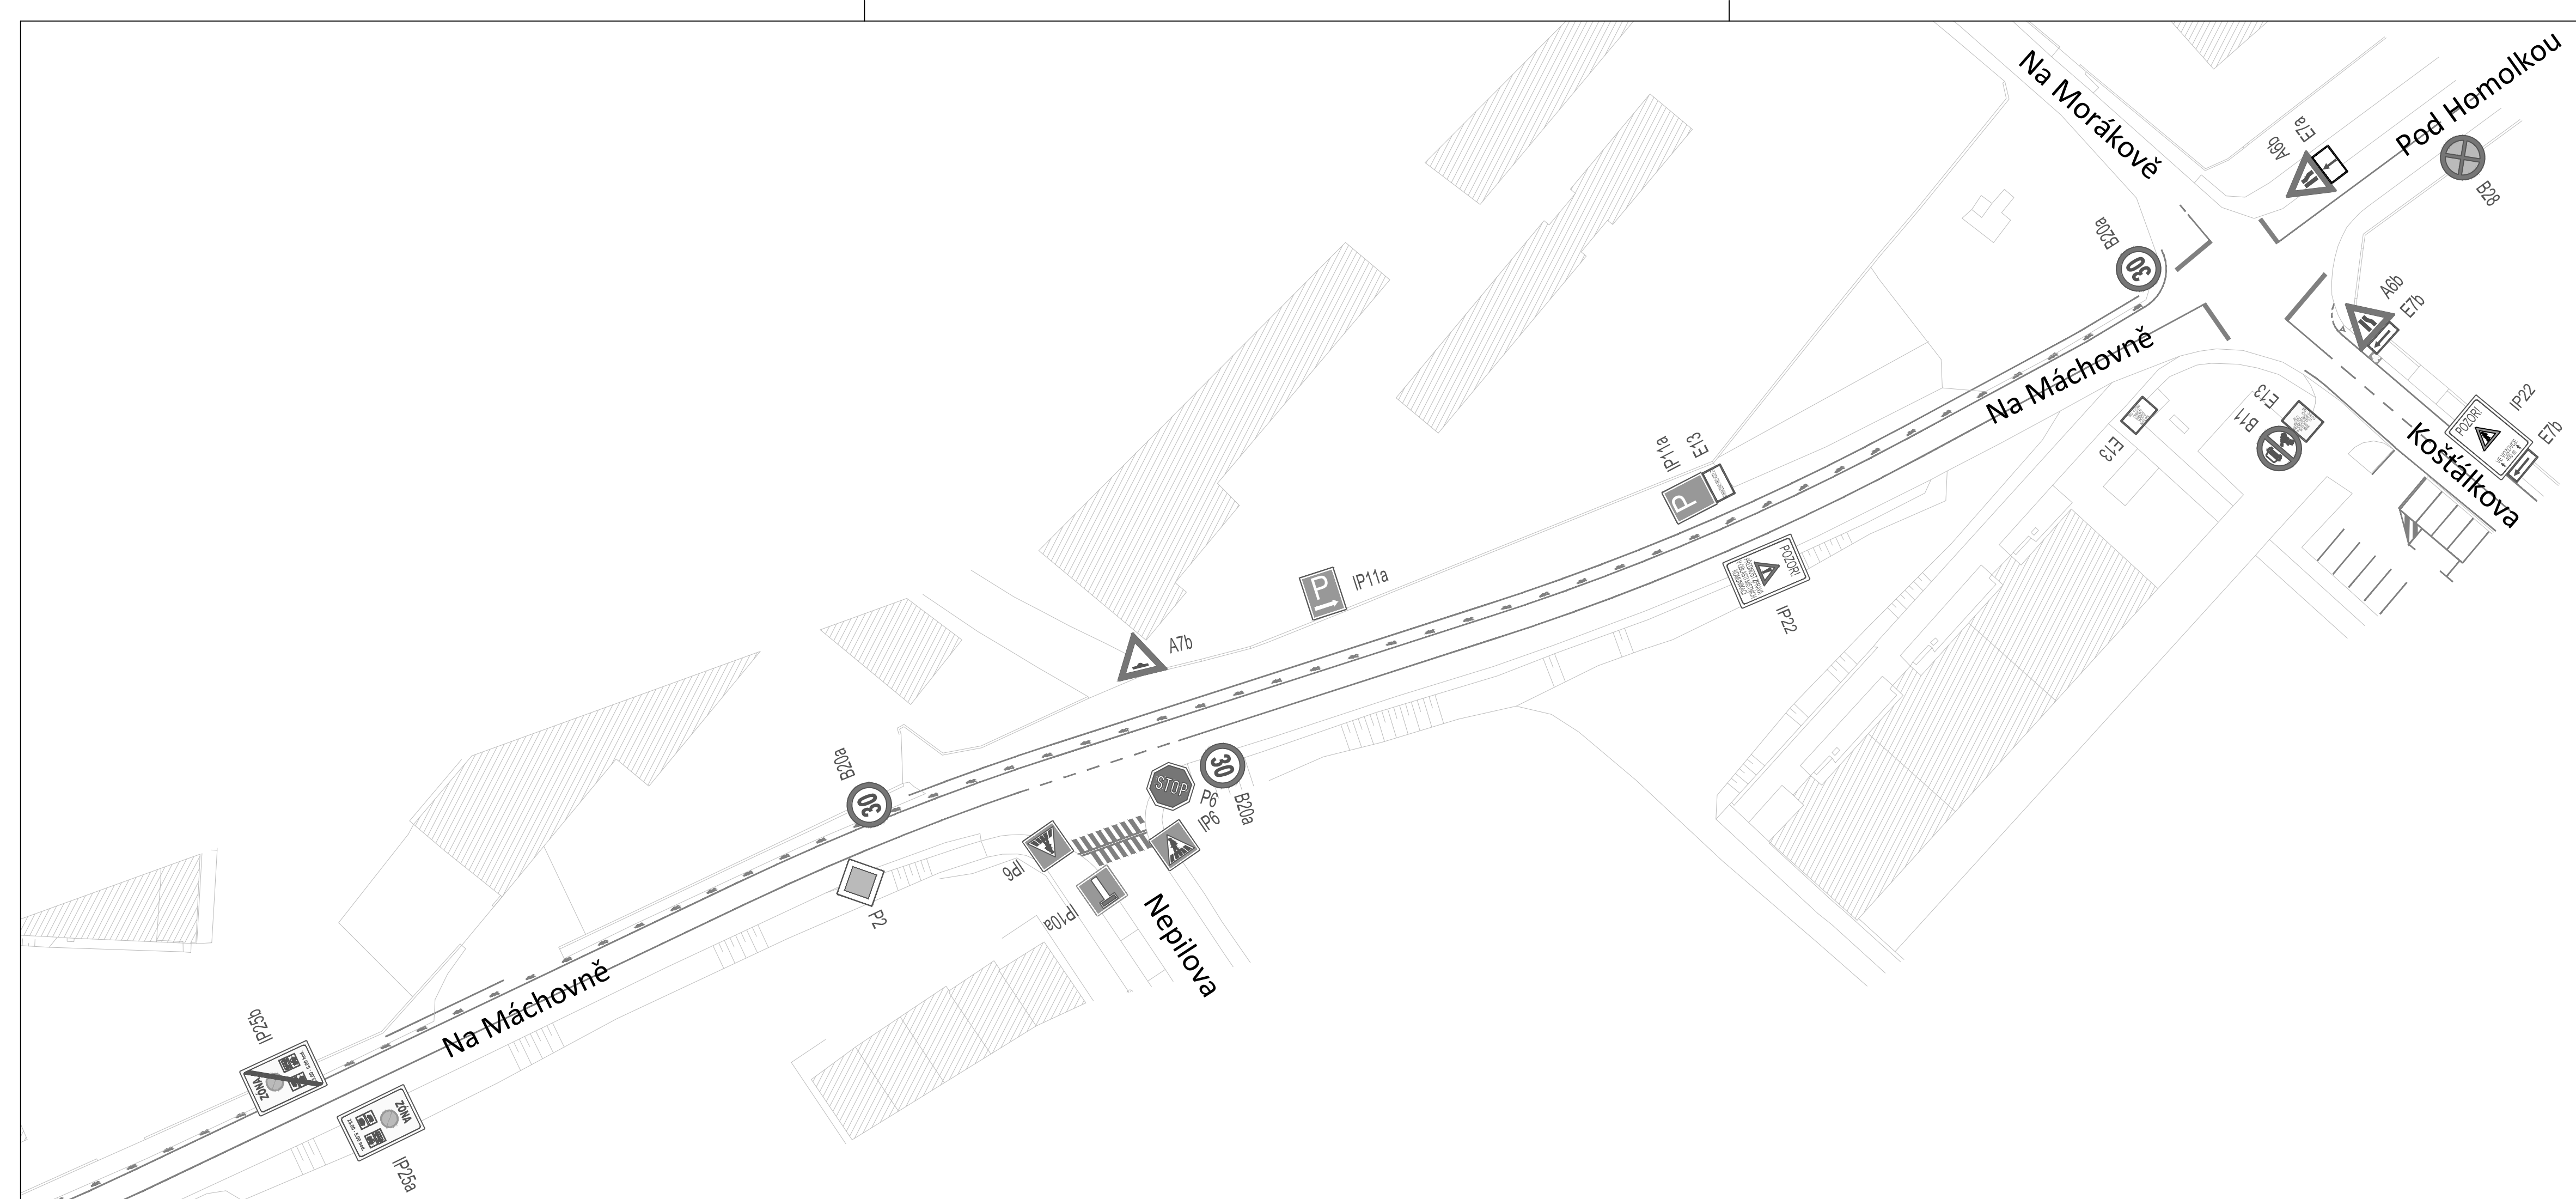 Na Morákově
Pod Homolkou
E7a
A6b
B28
B20a
30
A6b
E7b
Na Máchovně
E13
B11
E13
IP22
POZOR!
E7b
Košťálkova
IP11a
E13
P
POZOR!
IP22
P
IP11a
A7b
B20a
30
STOP
P6
30
B20a
IP6
IP6
P2
IP10a
Nepilova
Na Máchovně
IP25b
ZÓNA
ZÓNA
IP25a